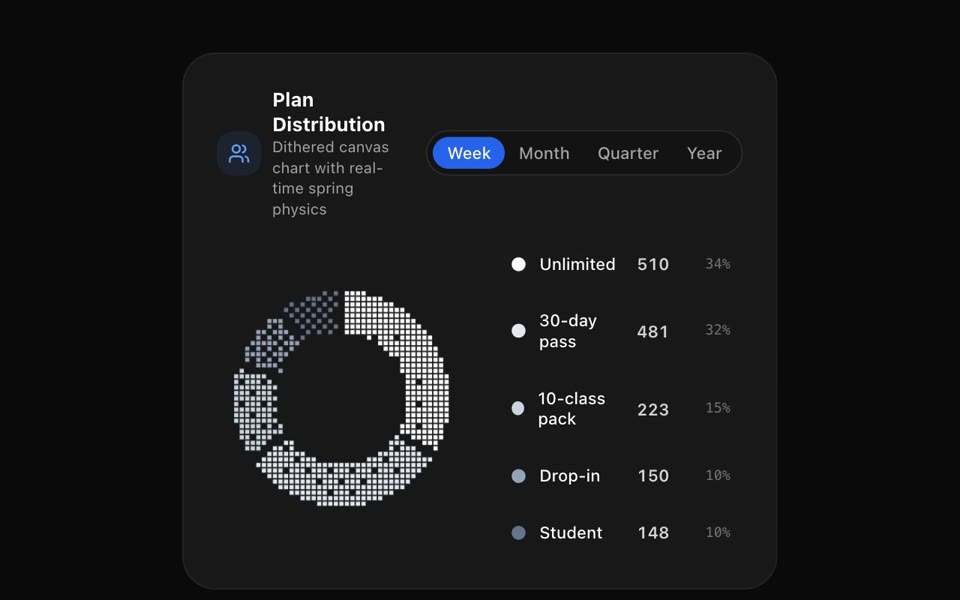 Plan
Distribution
Dithered canvas
chart with real-
time spring
physics
Week Month Quarter Year
Unlimited 510 34%
30-day
pass 481 32%
10-class
pack 223 15%
Drop-in 150 10%
Student 148 10%